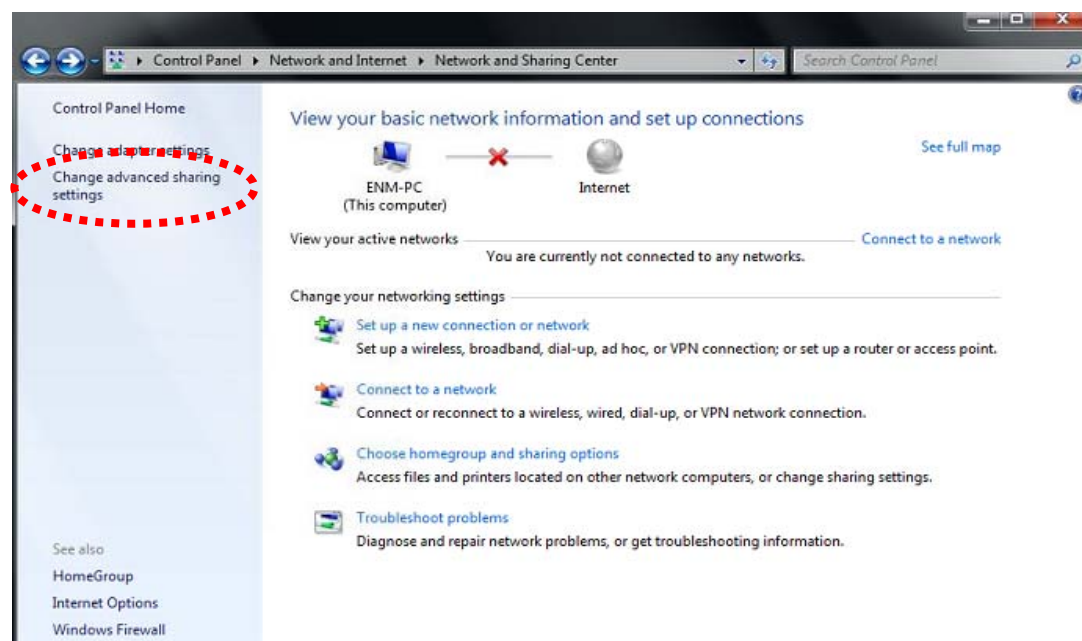 Control Panel ▸ Network and Internet ▸ Network and Sharing Center
Search Control Panel
Control Panel Home
Change adapter settings
Change advanced sharing
settings
See also
HomeGroup
Internet Options
Windows Firewall
View your basic network information and set up connections
See full map
ENM-PC
(This computer)
Internet
View your active networks
Connect to a network
You are currently not connected to any networks.
Change your networking settings
Set up a new connection or network
Set up a wireless, broadband, dial-up, ad hoc, or VPN connection; or set up a router or access point.
Connect to a network
Connect or reconnect to a wireless, wired, dial-up, or VPN network connection.
Choose homegroup and sharing options
Access files and printers located on other network computers, or change sharing settings.
Troubleshoot problems
Diagnose and repair network problems, or get troubleshooting information.